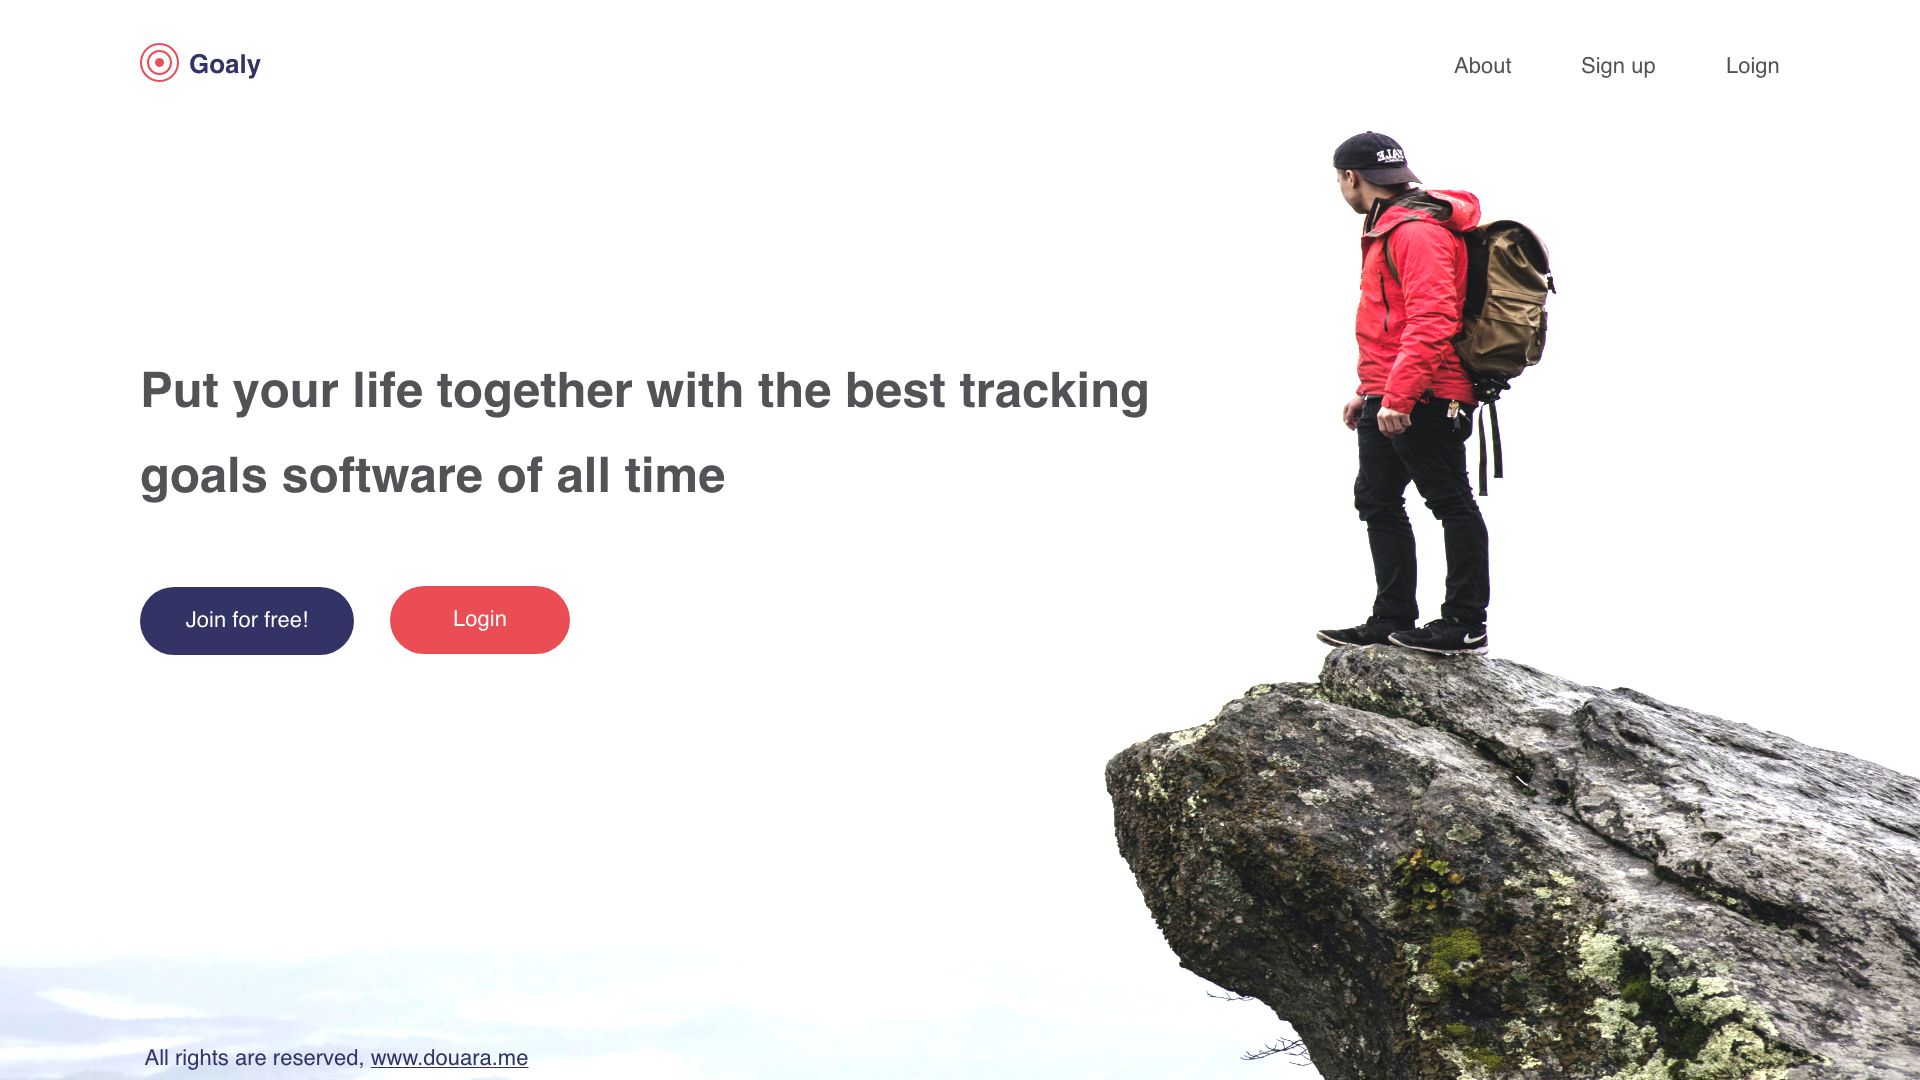 Goaly
About
Sign up
Loign
Put your life together with the best tracking
goals software of all time
Join for free!
Login
All rights are reserved, www.douara.me